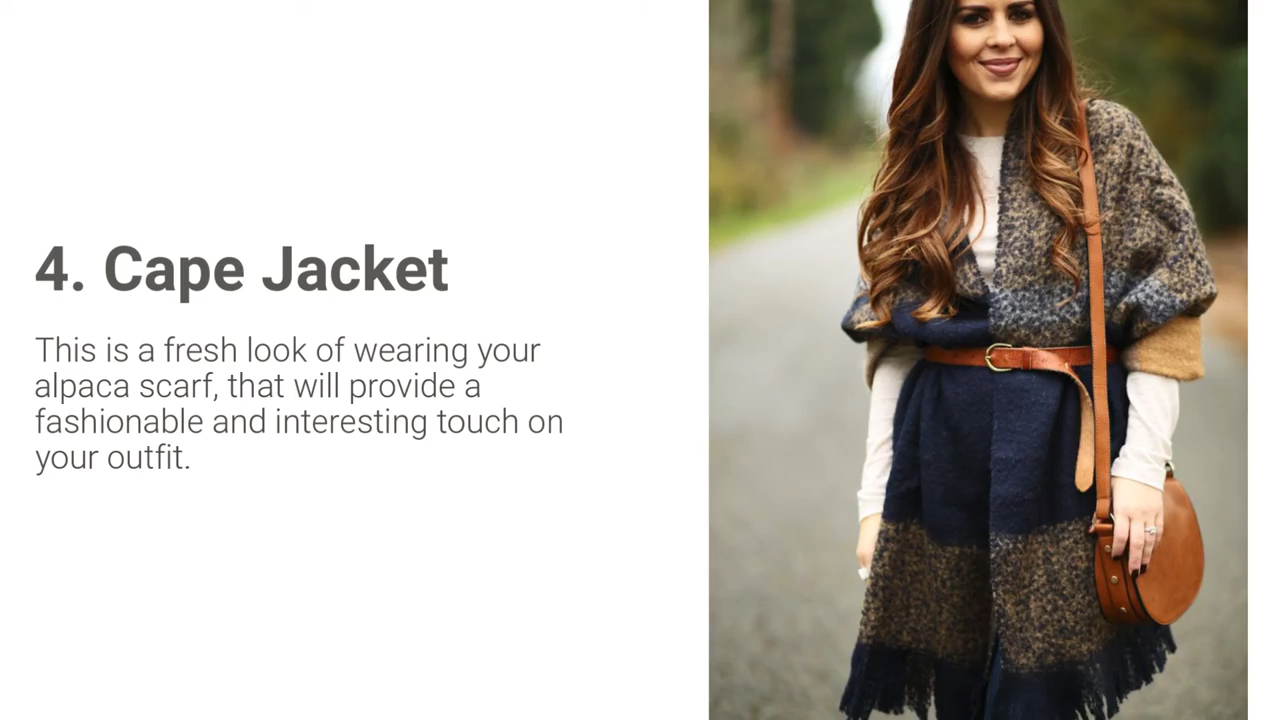 4. Cape Jacket
This is a fresh look of wearing your
alpaca scarf, that will provide a
fashionable and interesting touch on
your outfit.